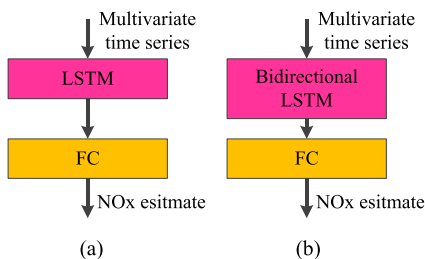 Multivariate
time series
LSTM
FC
NOx esitmate
(a)
Multivariate
time series
Bidirectional
LSTM
FC
NOx esitmate
(b)